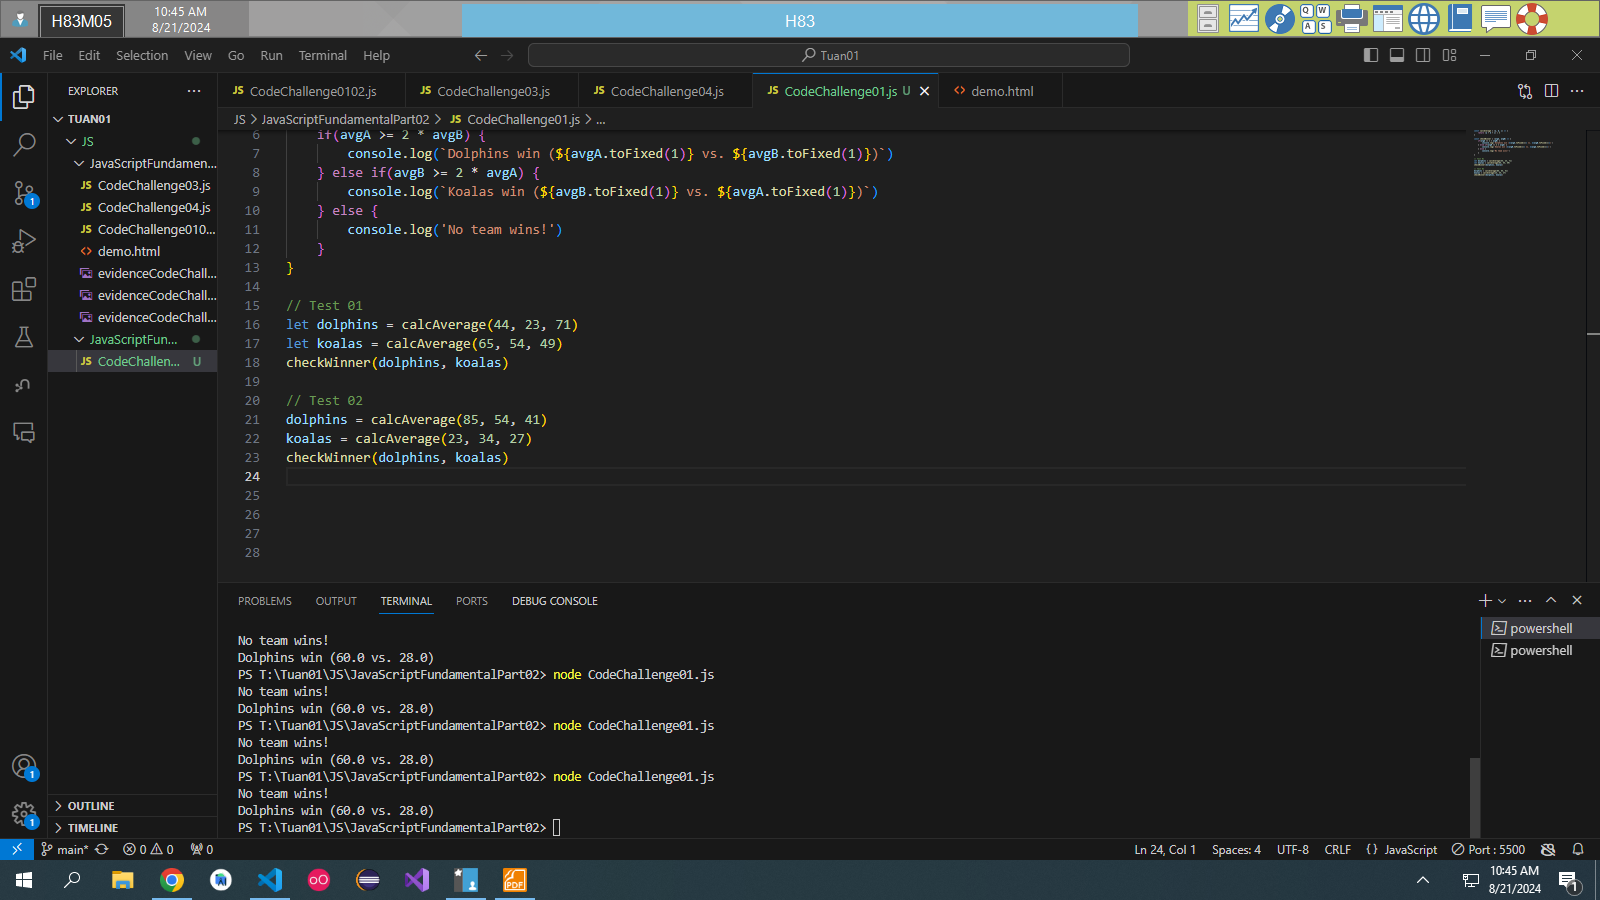 H83M05
10:45 AM
8/21/2024
H83
Q W A S
File Edit Selection View Go Run Terminal Help
Tuan01
EXPLORER
CodeChallenge0102.js
CodeChallenge03.js
CodeChallenge04.js
CodeChallenge01.js U
demo.html
TUAN01
JS > JavaScriptFundamentalPart02 > JS CodeChallenge01.js > ...
JS
JavaScriptFundamen...
JS CodeChallenge03.js
JS CodeChallenge04.js
JS CodeChallenge010...
demo.html
evidenceCodeChall...
evidenceCodeChall...
evidenceCodeChall...
JavaScriptFun...
JS CodeChallen... U
6 if(avgA >= 2 * avgB) {
7 console.log(`Dolphins win (${avgA.toFixed(1)} vs. ${avgB.toFixed(1)})`)
8 } else if(avgB >= 2 * avgA) {
9 console.log(`Koalas win (${avgB.toFixed(1)} vs. ${avgA.toFixed(1)})`)
10 } else {
11 console.log('No team wins!')
12 }
13 }
14
15 // Test 01
16 let dolphins = calcAverage(44, 23, 71)
17 let koalas = calcAverage(65, 54, 49)
18 checkWinner(dolphins, koalas)
19
20 // Test 02
21 dolphins = calcAverage(85, 54, 41)
22 koalas = calcAverage(23, 34, 27)
23 checkWinner(dolphins, koalas)
24
25
26
27
28
PROBLEMS OUTPUT TERMINAL PORTS DEBUG CONSOLE
No team wins!
Dolphins win (60.0 vs. 28.0)
PS T:\Tuan01\JS\JavaScriptFundamentalPart02> node CodeChallenge01.js
No team wins!
Dolphins win (60.0 vs. 28.0)
PS T:\Tuan01\JS\JavaScriptFundamentalPart02> node CodeChallenge01.js
No team wins!
Dolphins win (60.0 vs. 28.0)
PS T:\Tuan01\JS\JavaScriptFundamentalPart02> node CodeChallenge01.js
No team wins!
Dolphins win (60.0 vs. 28.0)
PS T:\Tuan01\JS\JavaScriptFundamentalPart02>
powershell
powershell
OUTLINE
TIMELINE
main* 0 0 0
Ln 24, Col 1 Spaces: 4 UTF-8 CRLF {} JavaScript Port : 5500
10:45 AM
8/21/2024
1